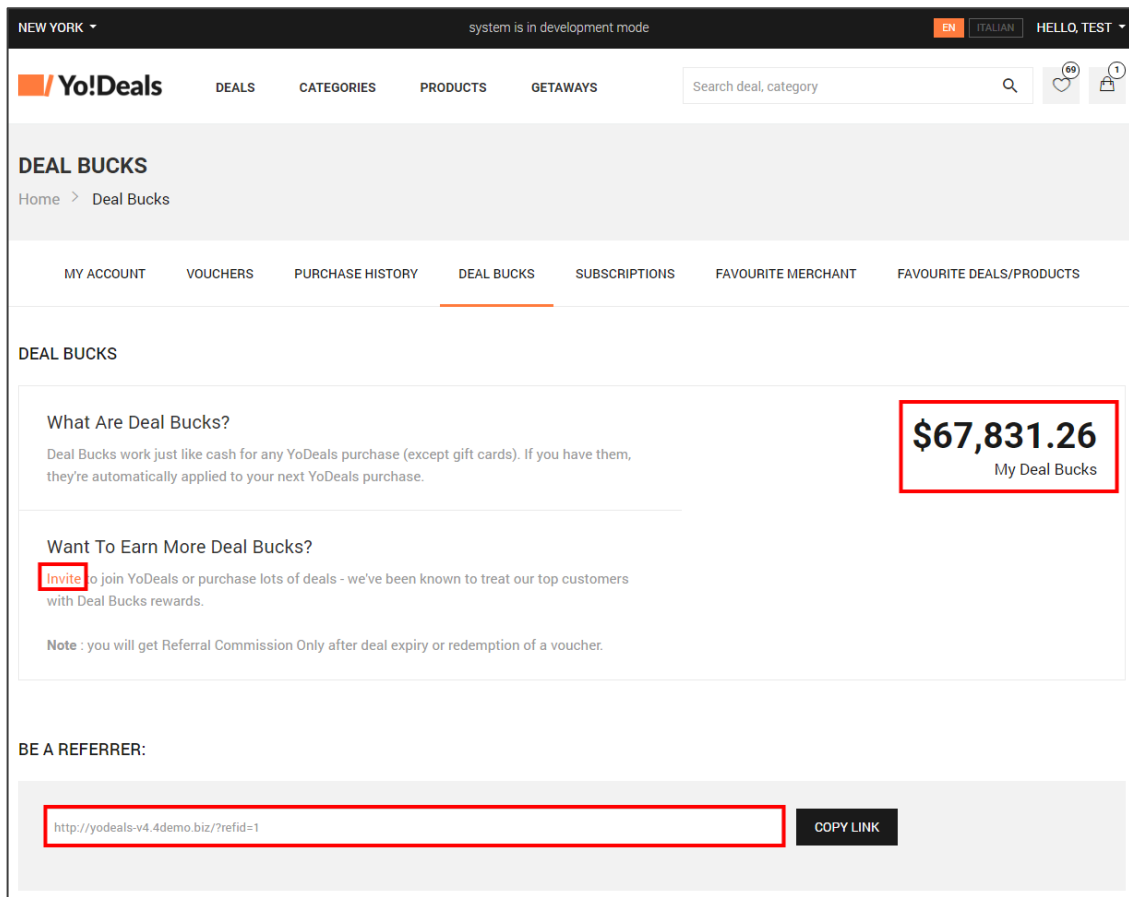 NEW YORK
system is in development mode
EN ITALIAN HELLO, TEST
Yo!Deals
DEALS CATEGORIES PRODUCTS GETAWAYS
Search deal, category
69
1
DEAL BUCKS
Home > Deal Bucks
MY ACCOUNT VOUCHERS PURCHASE HISTORY DEAL BUCKS SUBSCRIPTIONS FAVOURITE MERCHANT FAVOURITE DEALS/PRODUCTS
DEAL BUCKS
What Are Deal Bucks?
Deal Bucks work just like cash for any YoDeals purchase (except gift cards). If you have them,
they're automatically applied to your next YoDeals purchase.
$67,831.26
My Deal Bucks
Want To Earn More Deal Bucks?
Invite to join YoDeals or purchase lots of deals - we've been known to treat our top customers
with Deal Bucks rewards.
Note : you will get Referral Commission Only after deal expiry or redemption of a voucher.
BE A REFERRER:
http://yodeals-v4.4demo.biz/?refid=1
COPY LINK